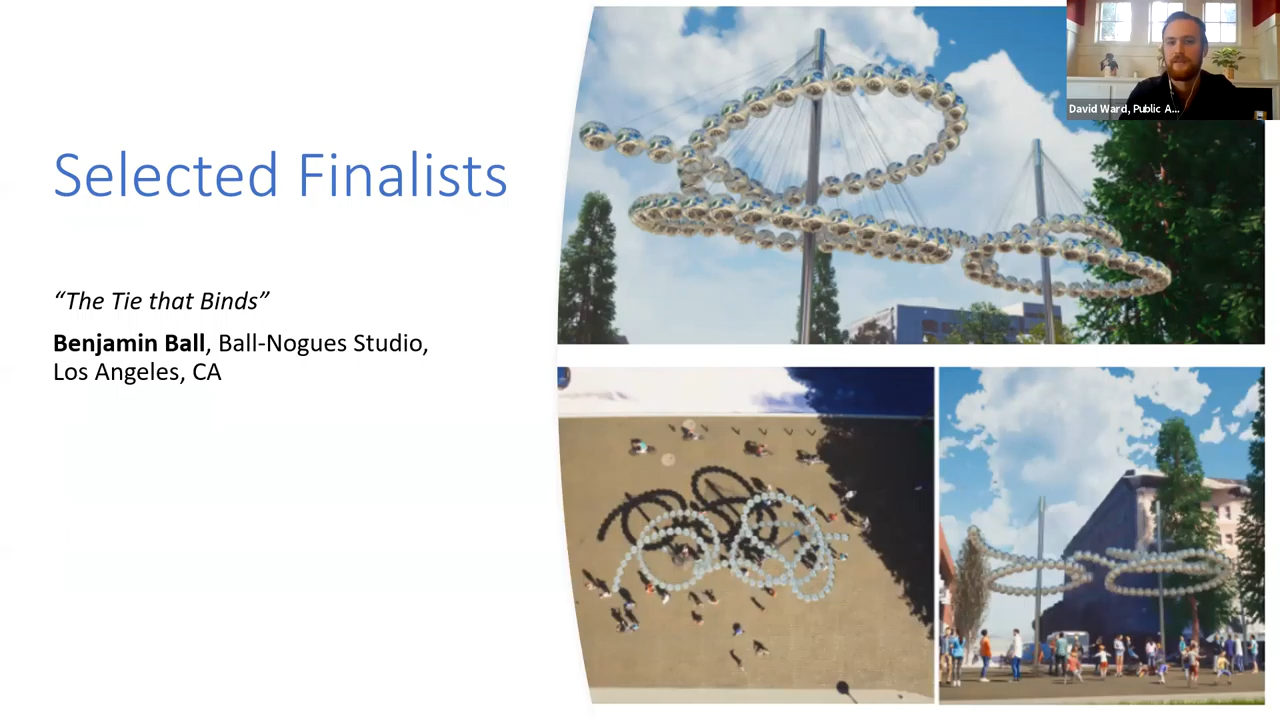 Selected Finalists
“The Tie that Binds”
Benjamin Ball, Ball-Nogues Studio,
Los Angeles, CA
David Ward, Public A...